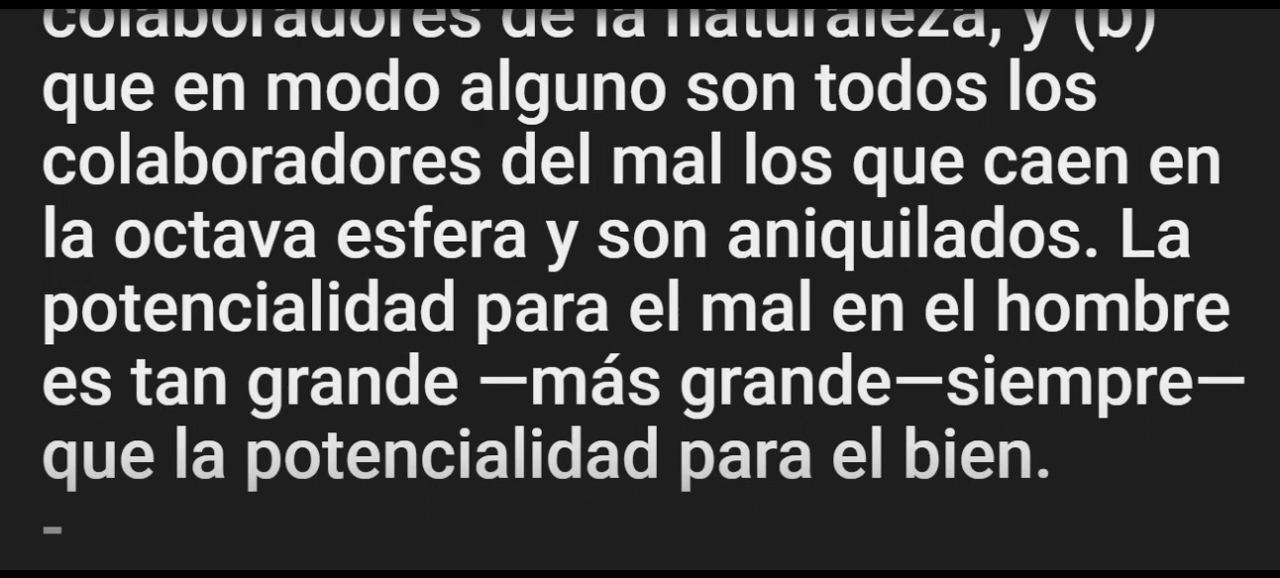 colaboradores de la naturaleza, y (b)
que en modo alguno son todos los
colaboradores del mal los que caen en
la octava esfera y son aniquilados. La
potencialidad para el mal en el hombre
es tan grande —más grande—siempre—
que la potencialidad para el bien.
-